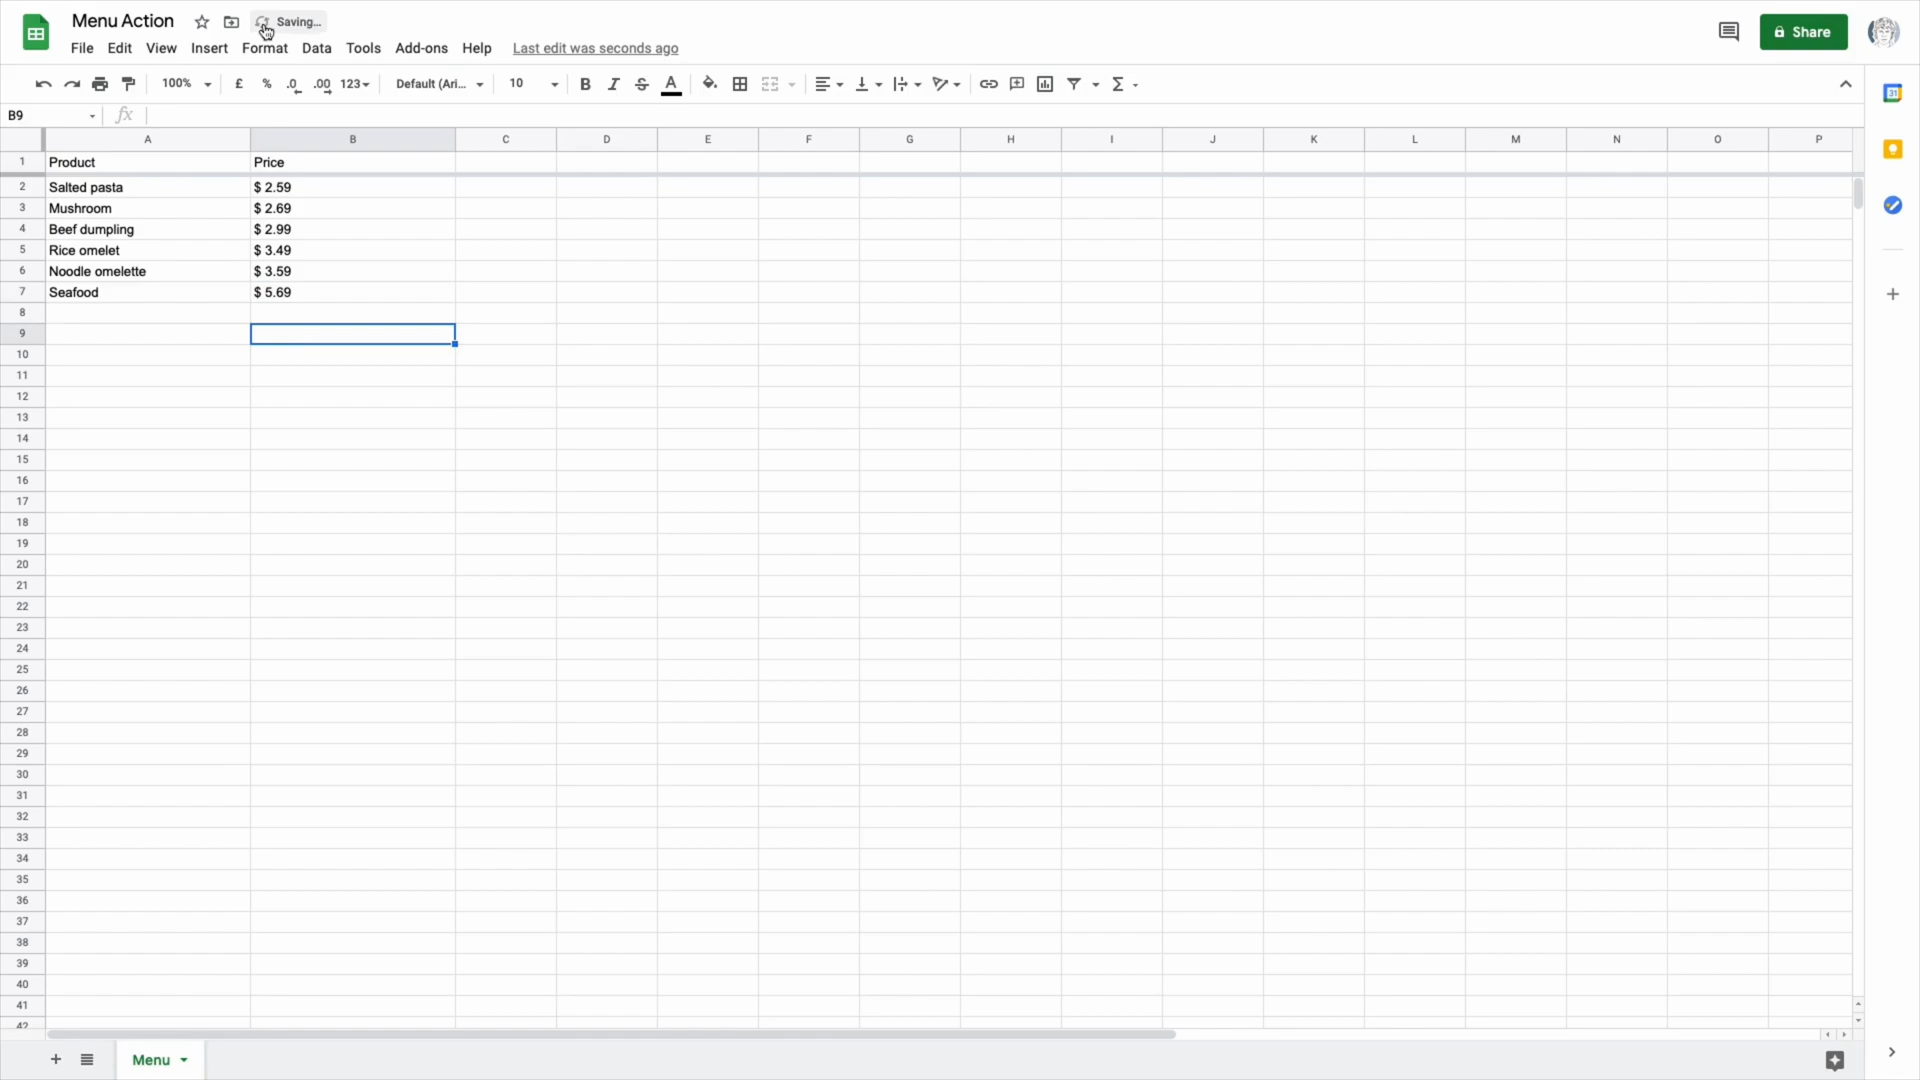 Menu Action
Saving...
File Edit View Insert Format Data Tools Add-ons Help Last edit was seconds ago
Share
100% £ % .0 .00 123 Default (Ari... 10 B I S A
31
B9 fx
A B C D E F G H I J K L M N O P
1 Product Price
2 Salted pasta $ 2.59
3 Mushroom $ 2.69
4 Beef dumpling $ 2.99
5 Rice omelet $ 3.49
6 Noodle omelette $ 3.59
7 Seafood $ 5.69
8
9
10
11
12
13
14
15
16
17
18
19
20
21
22
23
24
25
26
27
28
29
30
31
32
33
34
35
36
37
38
39
40
41
42
Menu